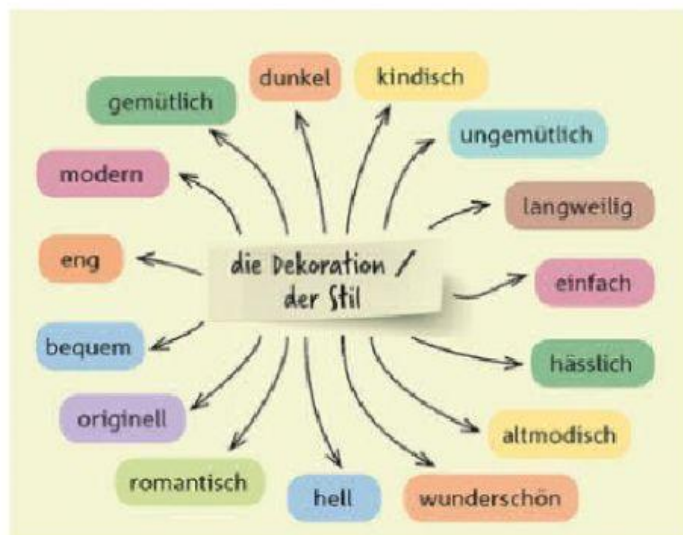 dunkel
kindisch
gemütlich
ungemütlich
modern
langweilig
eng
die Dekoration /
der Stil
einfach
bequem
hässlich
originell
altmodisch
romantisch
hell
wunderschön